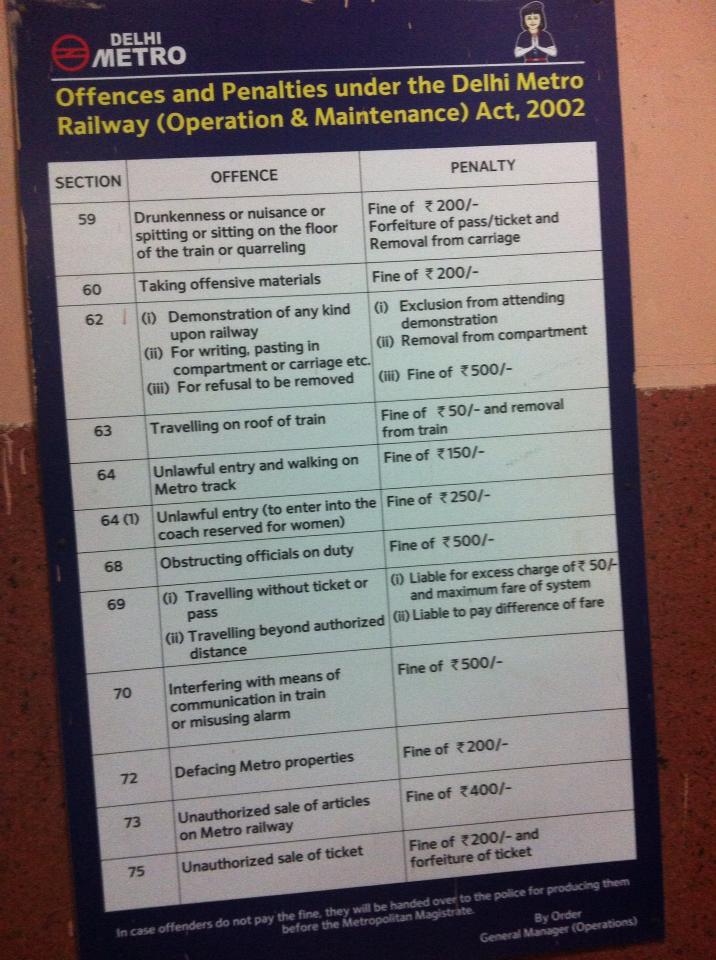 DELHI
METRO
Offences and Penalties under the Delhi Metro
Railway (Operation & Maintenance) Act, 2002
SECTION OFFENCE PENALTY
59 Drunkenness or nuisance or
spitting or sitting on the floor
of the train or quareling
Fine of ₹ 200/-
Forfeiture of pass/ticket and
Removal from carriage
60 Taking offensive materials Fine of ₹ 200/-
62 (i) Demonstration of any kind
upon railway
(ii) For writing, pasting in
compartment or carriage etc.
(iii) For refusal to be removed
(i) Exclusion from attending
demonstration
(ii) Removal from compartment
(iii) Fine of ₹ 500/-
63 Travelling on roof of train
Fine of ₹ 50/- and removal
from train
64 Unlawful entry and walking on
Metro track
Fine of ₹ 150/-
64 (1) Unlawful entry (to enter into the
coach reserved for women)
Fine of ₹ 250/-
68 Obstructing officials on duty Fine of ₹ 500/-
69 (i) Travelling without ticket or
pass
(ii) Travelling beyond authorized
distance
(i) Liable for excess charge of ₹ 50/-
and maximum fare of system
(ii) Liable to pay difference of fare
70 Interfering with means of
communication in train
or misusing alarm
Fine of ₹ 500/-
72 Defacing Metro properties Fine of ₹ 200/-
73 Unauthorized sale of articles
on Metro railway
Fine of ₹ 400/-
75 Unauthorized sale of ticket
Fine of ₹ 200/- and
forfeiture of ticket
In case offenders do not pay the fine, they will be handed over to the police for producing them
before the Metropolitan Magistrate.
By Order
General Manager (Operations)